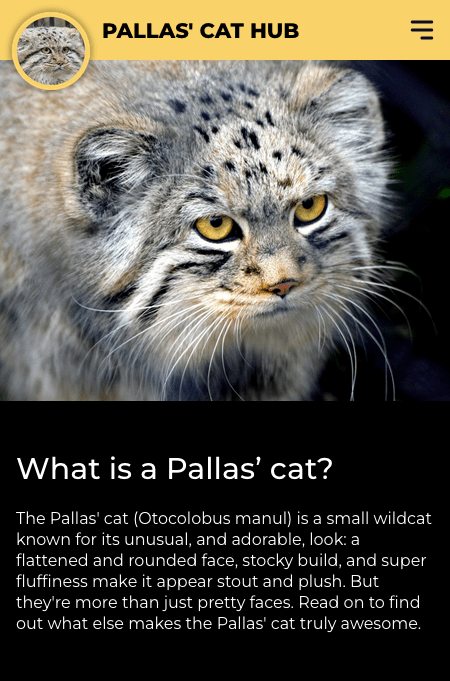 PALLAS' CAT HUB
What is a Pallas’ cat?
The Pallas' cat (Otocolobus manul) is a small wildcat
known for its unusual, and adorable, look: a
flattened and rounded face, stocky build, and super
fluffiness make it appear stout and plush. But
they're more than just pretty faces. Read on to find
out what else makes the Pallas' cat truly awesome.